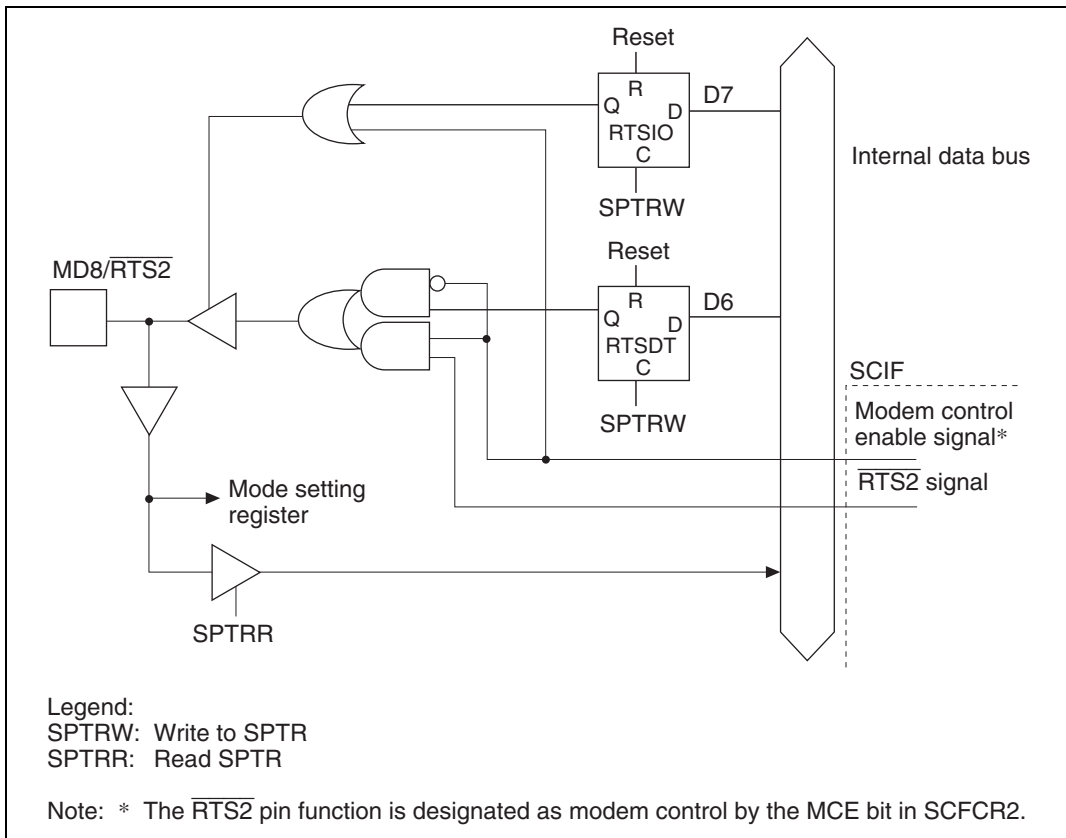 Reset
R
D7
Q
D
RTSIO
C
Internal data bus
SPTRW
Reset
MD8/RTS2
R
D6
Q
D
RTSDT
C
SCIF
SPTRW
Modem control
enable signal*
RTS2 signal
Mode setting
register
SPTRR
Legend:
SPTRW: Write to SPTR
SPTRR: Read SPTR
Note: * The RTS2 pin function is designated as modem control by the MCE bit in SCFCR2.